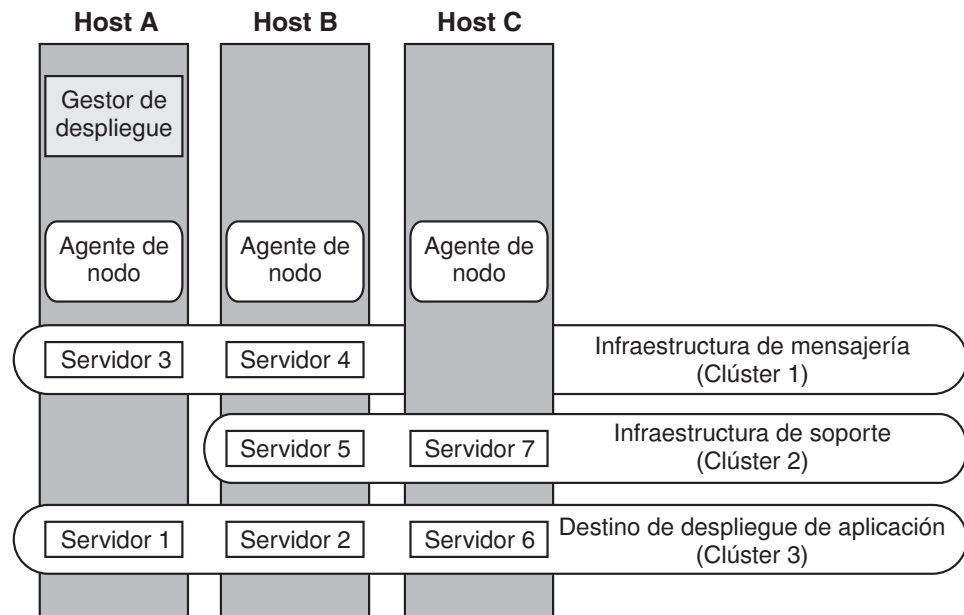 Host A
Host B
Host C
Gestor de
despliegue
Agente de
nodo
Agente de
nodo
Agente de
nodo
Servidor 3
Servidor 4
Infraestructura de mensajería
(Clúster 1)
Servidor 5
Servidor 7
Infraestructura de soporte
(Clúster 2)
Servidor 1
Servidor 2
Servidor 6
Destino de despliegue de aplicación
(Clúster 3)